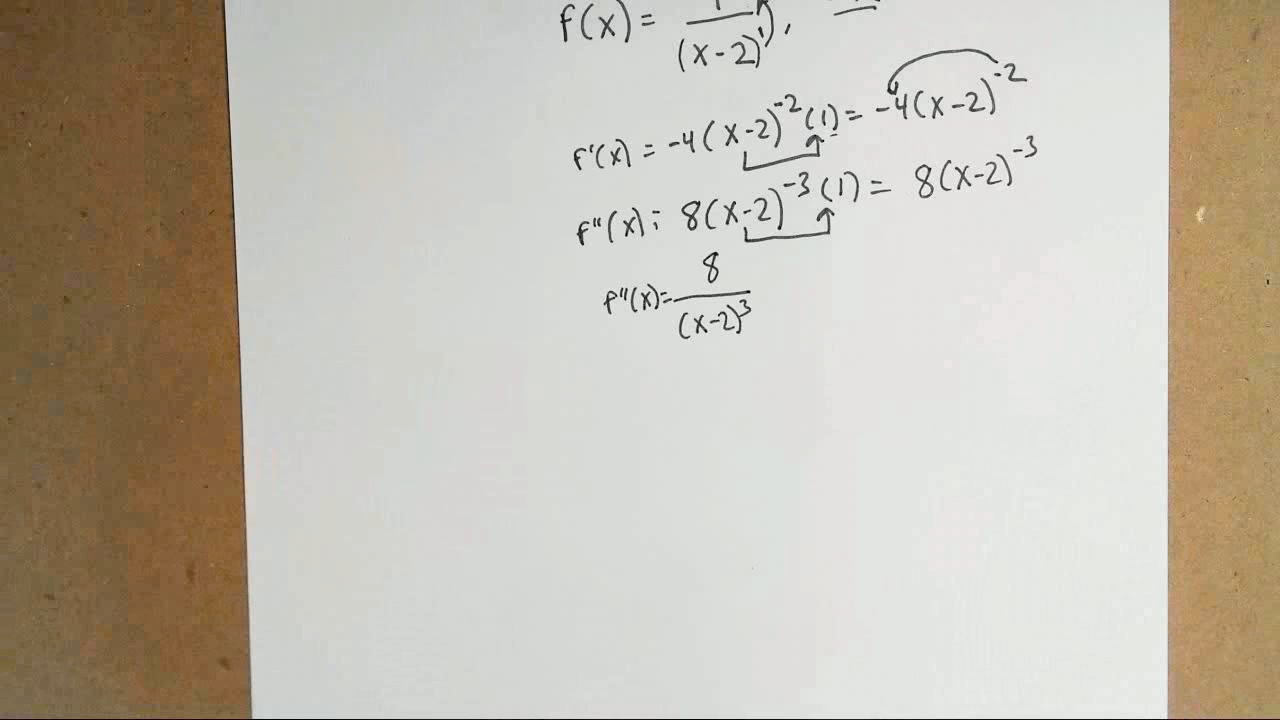 f(x) = 1/(x-2)¹,
f'(x) = -4(x-2)⁻²(1) = -4(x-2)⁻²
f''(x) = 8(x-2)⁻³(1) = 8(x-2)⁻³
f''(x) = 8/(x-2)³